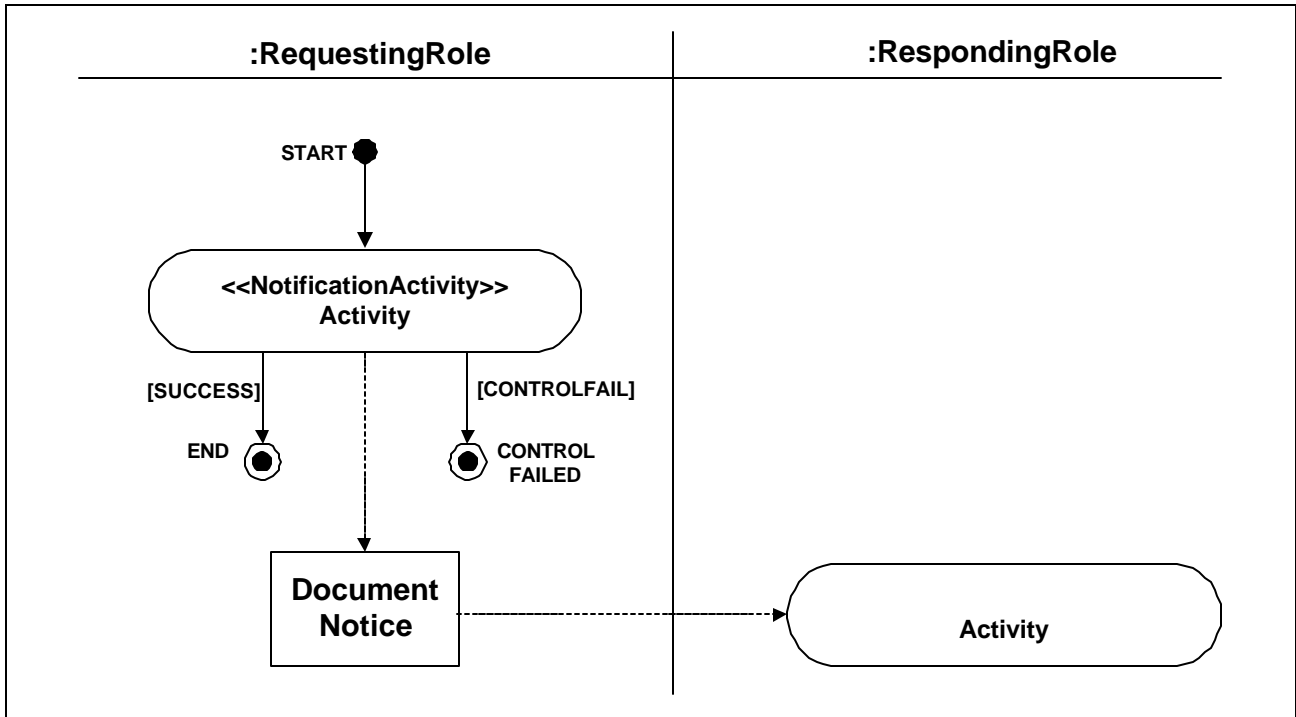 :RequestingRole
:RespondingRole
START
<<NotificationActivity>>
Activity
[SUCCESS]
[CONTROLFAIL]
END
CONTROL
FAILED
Document
Notice
Activity